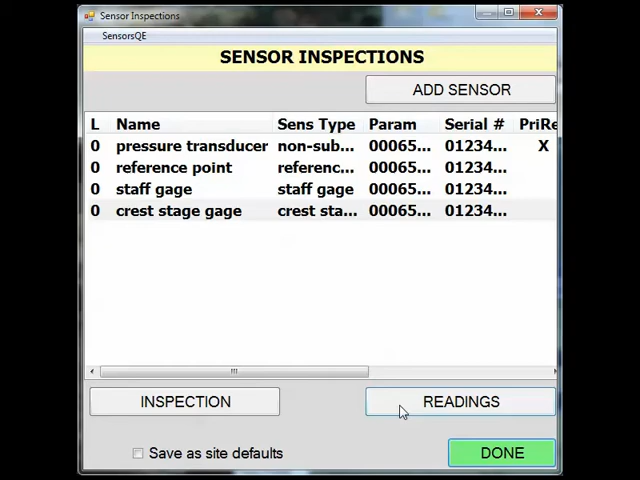 Sensor Inspections
SensorsQE
SENSOR INSPECTIONS
ADD SENSOR
L Name Sens Type Param Serial # PriRe
0 pressure transducer non-sub... 00065... 01234... X
0 reference point referenc... 00065... 01234...
0 staff gage staff gage 00065... 01234...
0 crest stage gage crest sta... 00065... 01234...
INSPECTION READINGS
Save as site defaults DONE